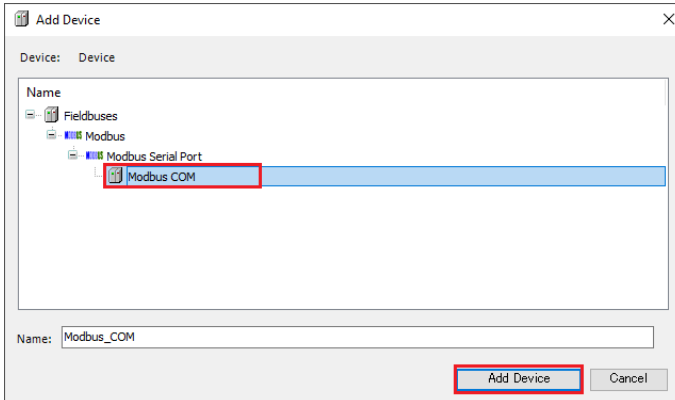 Add Device
Device: Device
Name
Fieldbuses
Modbus
Modbus Serial Port
Modbus COM
Name: Modbus_COM
Add Device Cancel